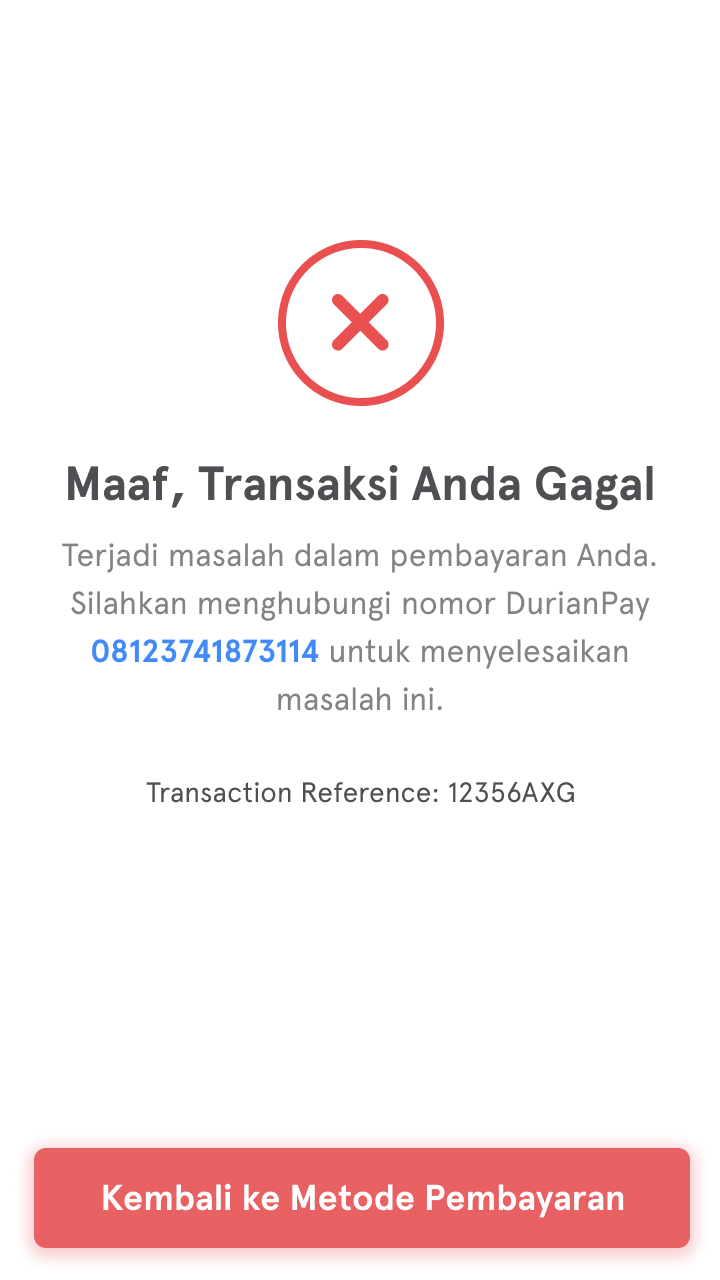 Maaf, Transaksi Anda Gagal
Terjadi masalah dalam pembayaran Anda.
Silahkan menghubungi nomor DurianPay
08123741873114 untuk menyelesaikan
masalah ini.
Transaction Reference: 12356AXG
Kembali ke Metode Pembayaran